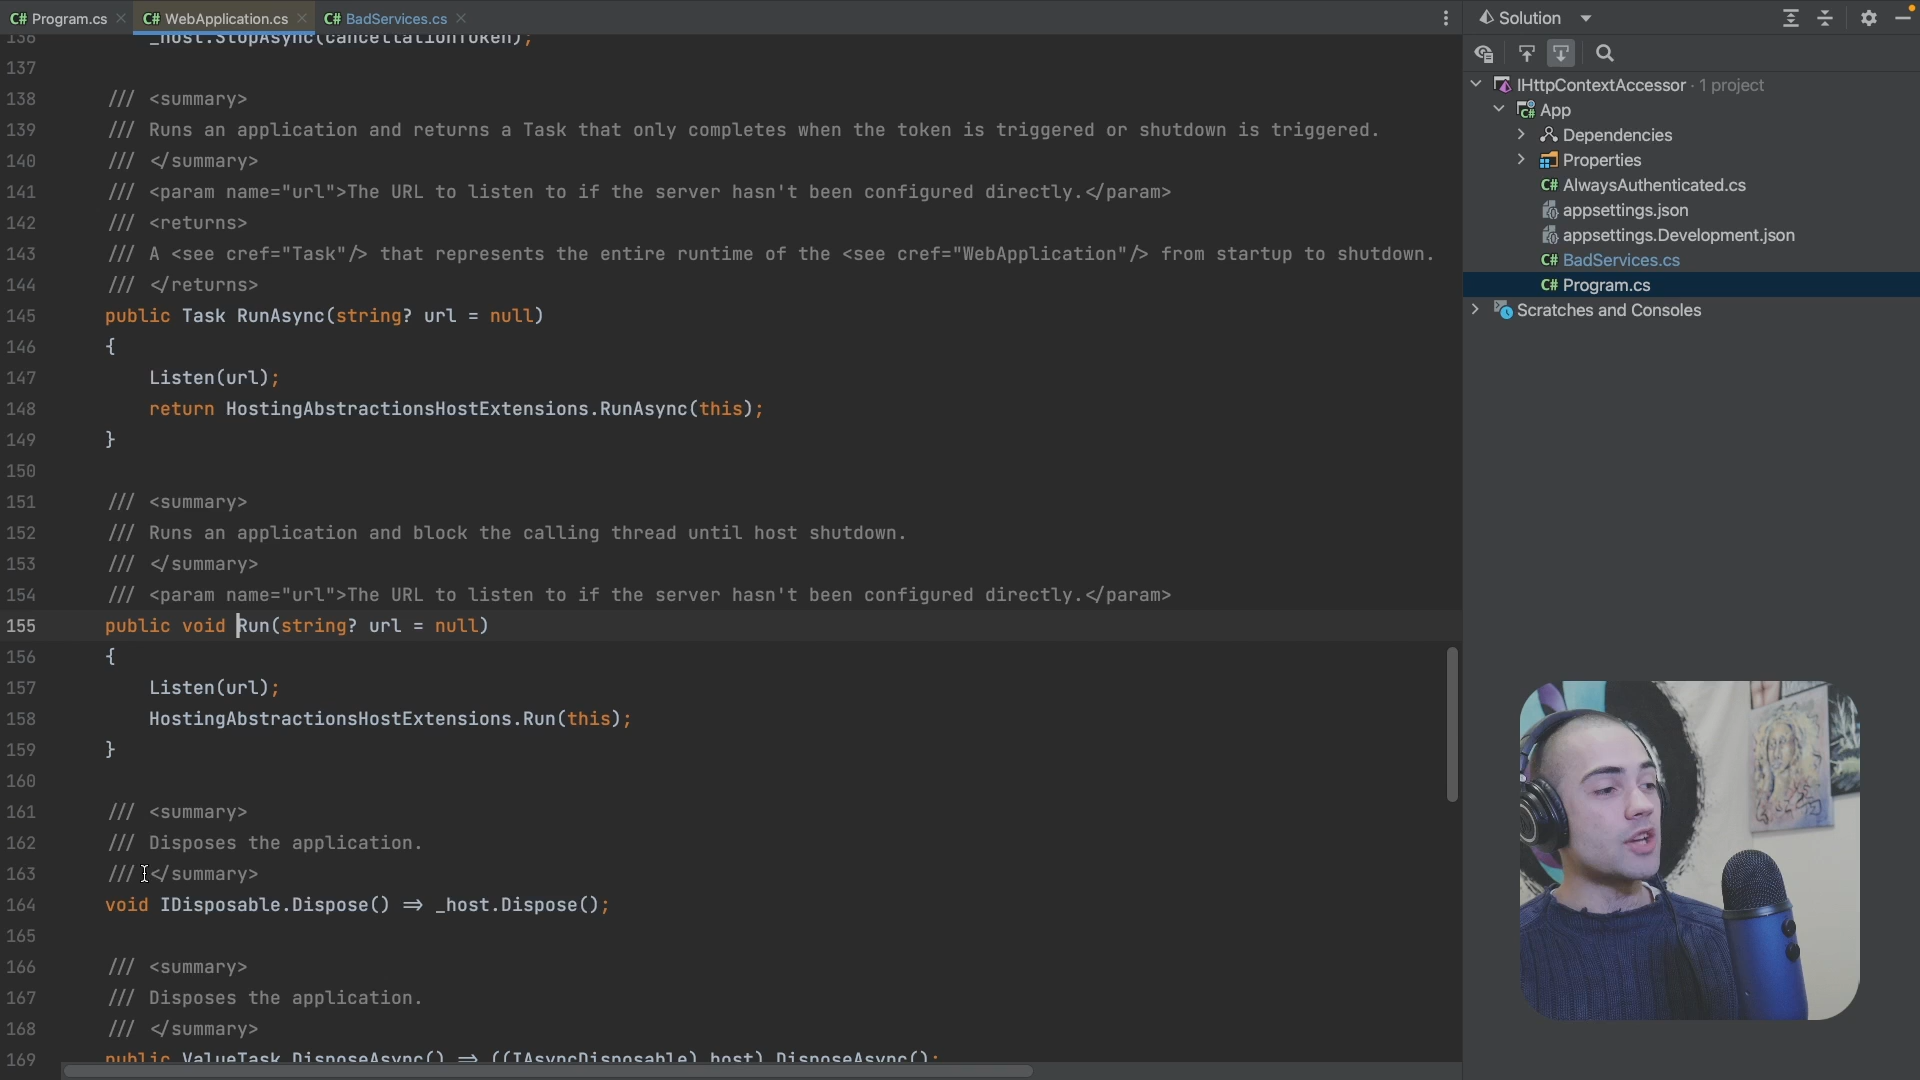 C# Program.cs
C# WebApplication.cs
C# BadServices.cs
136 _host.StopAsync(cancellationToken);
137
138 /// <summary>
139 /// Runs an application and returns a Task that only completes when the token is triggered or shutdown is triggered.
140 /// </summary>
141 /// <param name="url">The URL to listen to if the server hasn't been configured directly.</param>
142 /// <returns>
143 /// A <see cref="Task"/> that represents the entire runtime of the <see cref="WebApplication"/> from startup to shutdown.
144 /// </returns>
145 public Task RunAsync(string? url = null)
146 {
147 Listen(url);
148 return HostingAbstractionsHostExtensions.RunAsync(this);
149 }
150
151 /// <summary>
152 /// Runs an application and block the calling thread until host shutdown.
153 /// </summary>
154 /// <param name="url">The URL to listen to if the server hasn't been configured directly.</param>
155 public void Run(string? url = null)
156 {
157 Listen(url);
158 HostingAbstractionsHostExtensions.Run(this);
159 }
160
161 /// <summary>
162 /// Disposes the application.
163 /// </summary>
164 void IDisposable.Dispose() => _host.Dispose();
165
166 /// <summary>
167 /// Disposes the application.
168 /// </summary>
169 public ValueTask DisposeAsync() => ((IAsyncDisposable)_host).DisposeAsync();
Solution
IHttpContextAccessor · 1 project
C# App
Dependencies
Properties
C# AlwaysAuthenticated.cs
appsettings.json
appsettings.Development.json
C# BadServices.cs
C# Program.cs
Scratches and Consoles